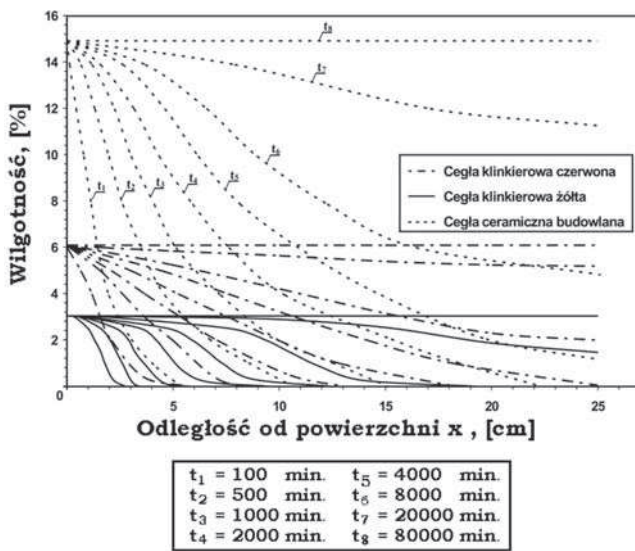 Wilgotność, [%]
16
14
12
10
8
6
4
2
0
t₁
t₂
t₃
t₄
t₅
t₆
t₇
t₈
Cegła klinkierowa czerwona
Cegła klinkierowa żółta
Cegła ceramiczna budowlana
5
10
15
20
25
Odległość od powierzchni x , [cm]
t₁ = 100 min. t₅ = 4000 min.
t₂ = 500 min. t₆ = 8000 min.
t₃ = 1000 min. t₇ = 20000 min.
t₄ = 2000 min. t₈ = 80000 min.